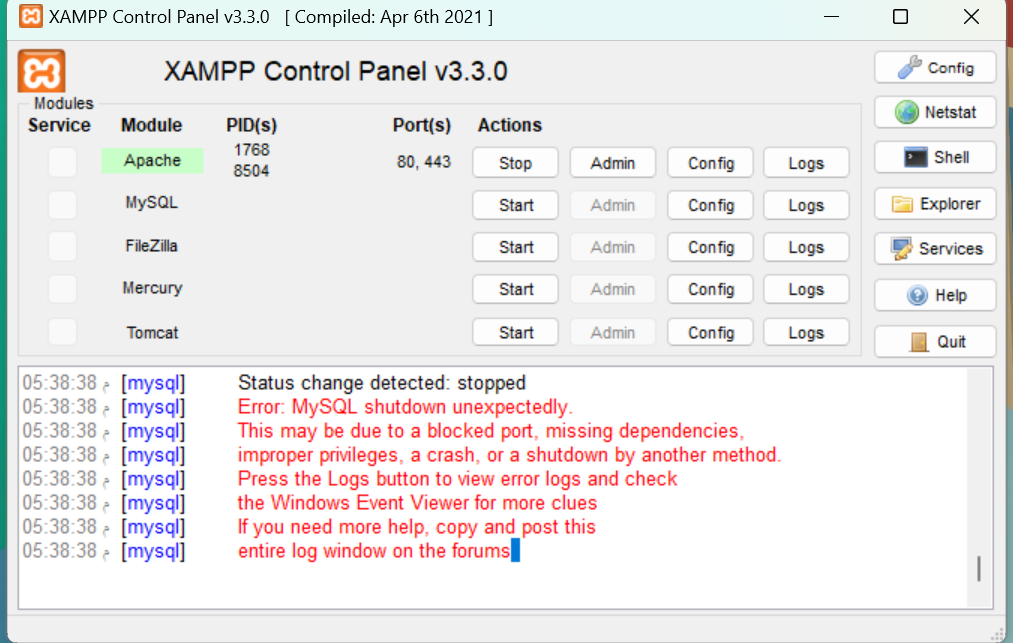 XAMPP Control Panel v3.3.0 [ Compiled: Apr 6th 2021 ]
XAMPP Control Panel v3.3.0
Config
Modules
Service Module PID(s) Port(s) Actions
Netstat
Apache 1768 80, 443 Stop Admin Config Logs
8504
Shell
MySQL Start Admin Config Logs
Explorer
FileZilla Start Admin Config Logs
Services
Mercury Start Admin Config Logs
Help
Tomcat Start Admin Config Logs
Quit
05:38:38 م [mysql] Status change detected: stopped
05:38:38 م [mysql] Error: MySQL shutdown unexpectedly.
05:38:38 م [mysql] This may be due to a blocked port, missing dependencies,
05:38:38 م [mysql] improper privileges, a crash, or a shutdown by another method.
05:38:38 م [mysql] Press the Logs button to view error logs and check
05:38:38 م [mysql] the Windows Event Viewer for more clues
05:38:38 م [mysql] If you need more help, copy and post this
05:38:38 م [mysql] entire log window on the forums